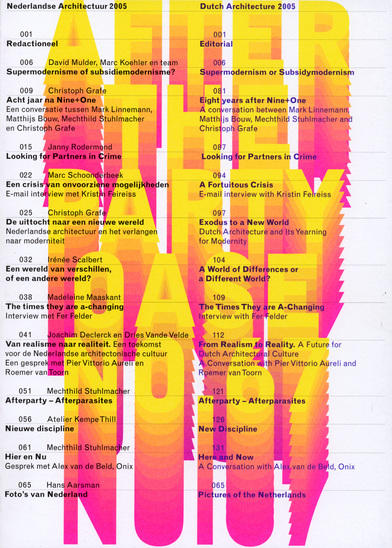 Nederlandse Architectuur 2005
001
Redactioneel
006 David Mulder, Marc Koehler en team
Supermodernisme of subsidiemodernisme?
009 Christoph Grafe
Acht jaar na Nine+One
Een conversatie tussen Mark Linnemann,
Matthijs Bouw, Mechthild Stuhlmacher
en Christoph Grafe
015 Janny Rodermond
Looking for Partners in Crime
022 Marc Schoonderbeek
Een crisis van onvoorziene mogelijkheden
E-mail interview met Kristin Feireiss
025 Christoph Grafe
De uittocht naar een nieuwe wereld
Nederlandse architectuur en het verlangen
naar moderniteit
032 Irénée Scalbert
Een wereld van verschillen,
of een andere wereld?
038 Madeleine Maaskant
The times they are a-changing
Interview met Fer Felder
041 Joachim Declerck en Dries Vande Velde
Van realisme naar realiteit. Een toekomst
voor de Nederlandse architectonische cultuur
Een gesprek met Pier Vittorio Aureli en
Roemer van Toorn
051 Mechthild Stuhlmacher
Afterparty – Afterparasites
056 Atelier Kempe Thill
Nieuwe discipline
061 Mechthild Stuhlmacher
Hier en Nu
Gesprek met Alex van de Beld, Onix
065 Hans Aarsman
Foto's van Nederland
Dutch Architecture 2005
001
Editorial
006
Supermodernism or Subsidymodernism
081
Eight years after Nine+One
A conversation between Mark Linnemann,
Matthijs Bouw, Mechthild Stuhlmacher and
Christoph Grafe
087
Looking for Partners in Crime
094
A Fortuitous Crisis
E-mail interview with Kristin Feireiss
097
Exodus to a New World
Dutch Architecture and Its Yearning
for Modernity
104
A World of Differences or
a Different World?
109
The Times They Are A-Changing
Interview with Fer Felder
112
From Realism to Reality. A Future for
Dutch Architectural Culture
A Conversation with Pier Vittorio Aureli and
Roemer van Toorn
121
Afterparty – Afterparasites
126
New Discipline
131
Here and Now
A Conversation with Alex van de Beld, Onix
065
Pictures of the Netherlands
AFTER
THE
PARTY
OASE
NO. 67